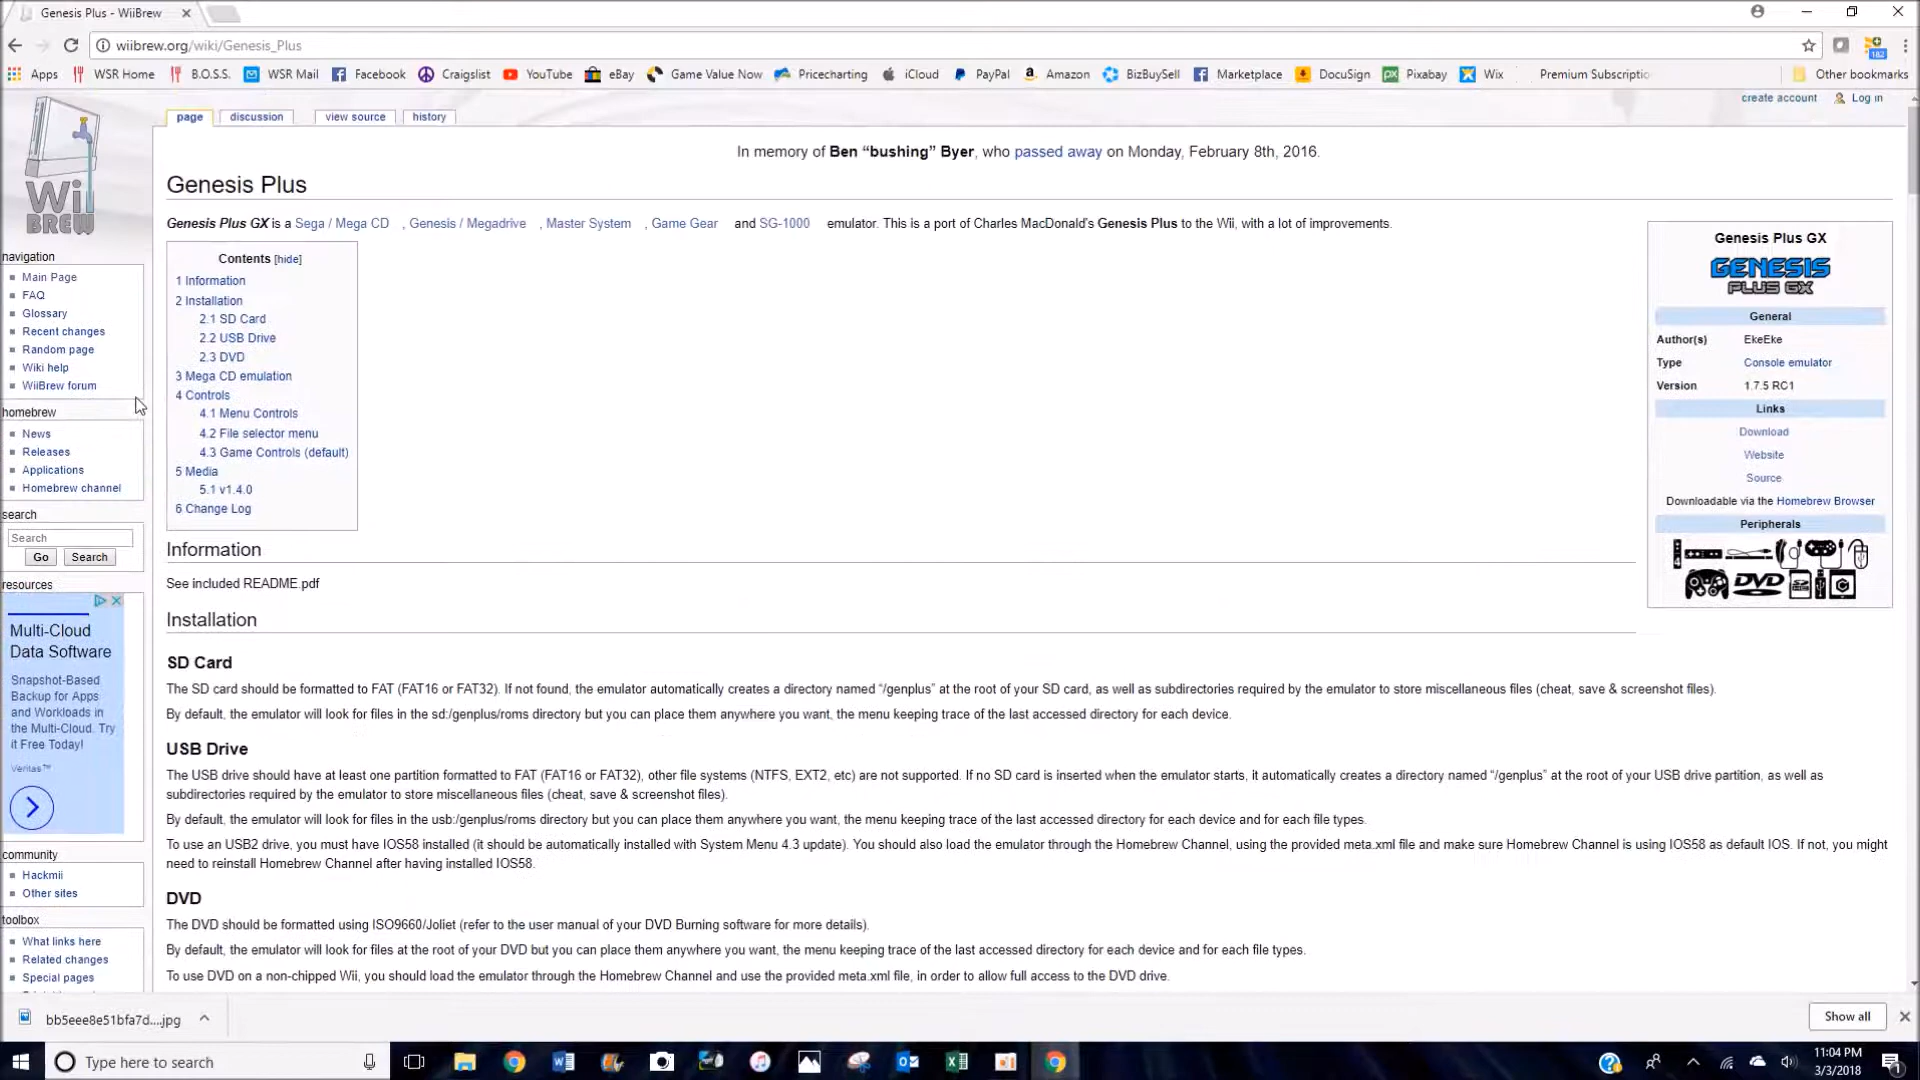 Genesis Plus - WiiBrew
wiibrew.org/wiki/Genesis_Plus
182
Apps WSR Home B.O.S.S. WSR Mail Facebook Craigslist YouTube eBay Game Value Now Pricecharting iCloud PayPal Amazon BizBuySell Marketplace DocuSign Pixabay Wix Premium Subscriptio Other bookmarks
create account Log in
page discussion view source history
In memory of Ben “bushing” Byer, who passed away on Monday, February 8th, 2016.
Wii
BREW
Genesis Plus
Genesis Plus GX is a Sega / Mega CD , Genesis / Megadrive , Master System , Game Gear and SG-1000 emulator. This is a port of Charles MacDonald's Genesis Plus to the Wii, with a lot of improvements.
Contents [hide]
1 Information
2 Installation
2.1 SD Card
2.2 USB Drive
2.3 DVD
3 Mega CD emulation
4 Controls
4.1 Menu Controls
4.2 File selector menu
4.3 Game Controls (default)
5 Media
5.1 v1.4.0
6 Change Log
Genesis Plus GX
GENESIS
PLUS GX
General
Author(s) EkeEke
Type Console emulator
Version 1.7.5 RC1
Links
Download
Website
Source
Downloadable via the Homebrew Browser
Peripherals
DVD
navigation
Main Page
FAQ
Glossary
Recent changes
Random page
Wiki help
WiiBrew forum
homebrew
News
Releases
Applications
Homebrew channel
search
Search
Go Search
resources
Multi-Cloud
Data Software
Snapshot-Based
Backup for Apps
and Workloads in
the Multi-Cloud. Try
it Free Today!
Veritas™
community
Hackmii
Other sites
toolbox
What links here
Related changes
Special pages
Information
See included README.pdf
Installation
SD Card
The SD card should be formatted to FAT (FAT16 or FAT32). If not found, the emulator automatically creates a directory named “/genplus” at the root of your SD card, as well as subdirectories required by the emulator to store miscellaneous files (cheat, save & screenshot files).
By default, the emulator will look for files in the sd:/genplus/roms directory but you can place them anywhere you want, the menu keeping trace of the last accessed directory for each device.
USB Drive
The USB drive should have at least one partition formatted to FAT (FAT16 or FAT32), other file systems (NTFS, EXT2, etc) are not supported. If no SD card is inserted when the emulator starts, it automatically creates a directory named “/genplus” at the root of your USB drive partition, as well as
subdirectories required by the emulator to store miscellaneous files (cheat, save & screenshot files).
By default, the emulator will look for files in the usb:/genplus/roms directory but you can place them anywhere you want, the menu keeping trace of the last accessed directory for each device and for each file types.
To use an USB2 drive, you must have IOS58 installed (it should be automatically installed with System Menu 4.3 update). You should also load the emulator through the Homebrew Channel, using the provided meta.xml file and make sure Homebrew Channel is using IOS58 as default IOS. If not, you might
need to reinstall Homebrew Channel after having installed IOS58.
DVD
The DVD should be formatted using ISO9660/Joliet (refer to the user manual of your DVD Burning software for more details).
By default, the emulator will look for files at the root of your DVD but you can place them anywhere you want, the menu keeping trace of the last accessed directory for each device and for each file types.
To use DVD on a non-chipped Wii, you should load the emulator through the Homebrew Channel and use the provided meta.xml file, in order to allow full access to the DVD drive.
bb5eee8e51bfa7d....jpg
Show all
Type here to search
11:04 PM
3/3/2018